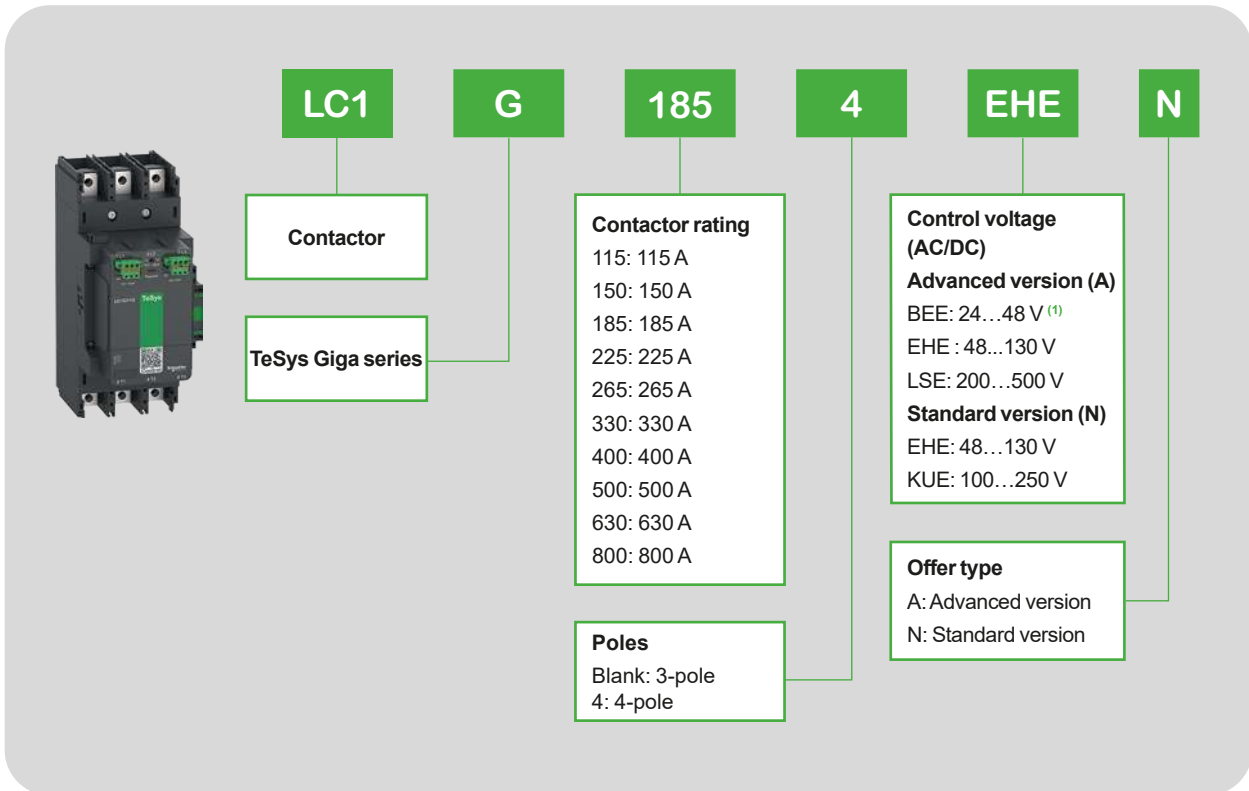 LC1 G 185 4 EHE N
Contactor
TeSys Giga series
Contactor rating
115: 115 A
150: 150 A
185: 185 A
225: 225 A
265: 265 A
330: 330 A
400: 400 A
500: 500 A
630: 630 A
800: 800 A
Poles
Blank: 3-pole
4: 4-pole
Control voltage
(AC/DC)
Advanced version (A)
BEE: 24…48 V (1)
EHE : 48...130 V
LSE: 200…500 V
Standard version (N)
EHE: 48…130 V
KUE: 100…250 V
Offer type
A: Advanced version
N: Standard version
TeSys